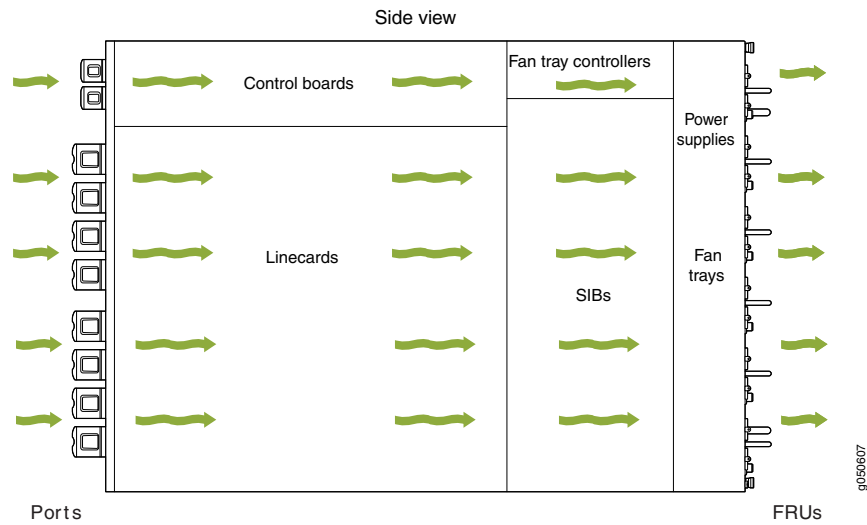 Side view
Control boards
Fan tray controllers
Power
supplies
Linecards
Fan
trays
SIBs
Ports
FRUs
g050607